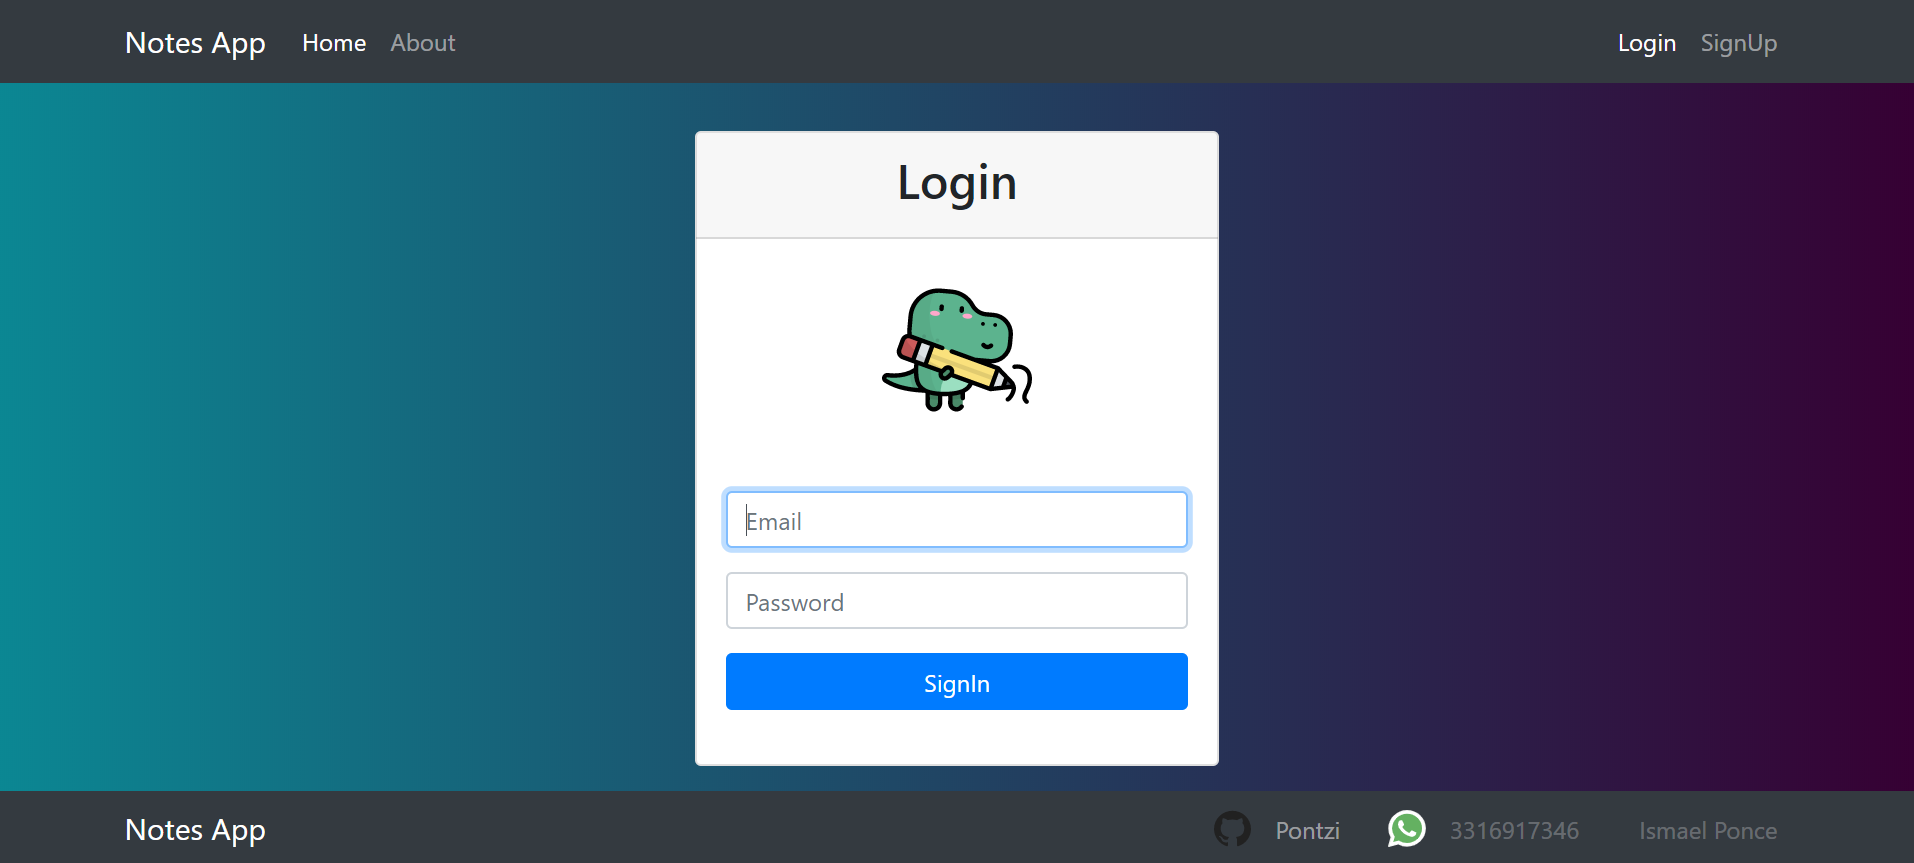 Notes App Home About Login SignUp
Login
Email
Password
SignIn
Notes App Pontzi 3316917346 Ismael Ponce